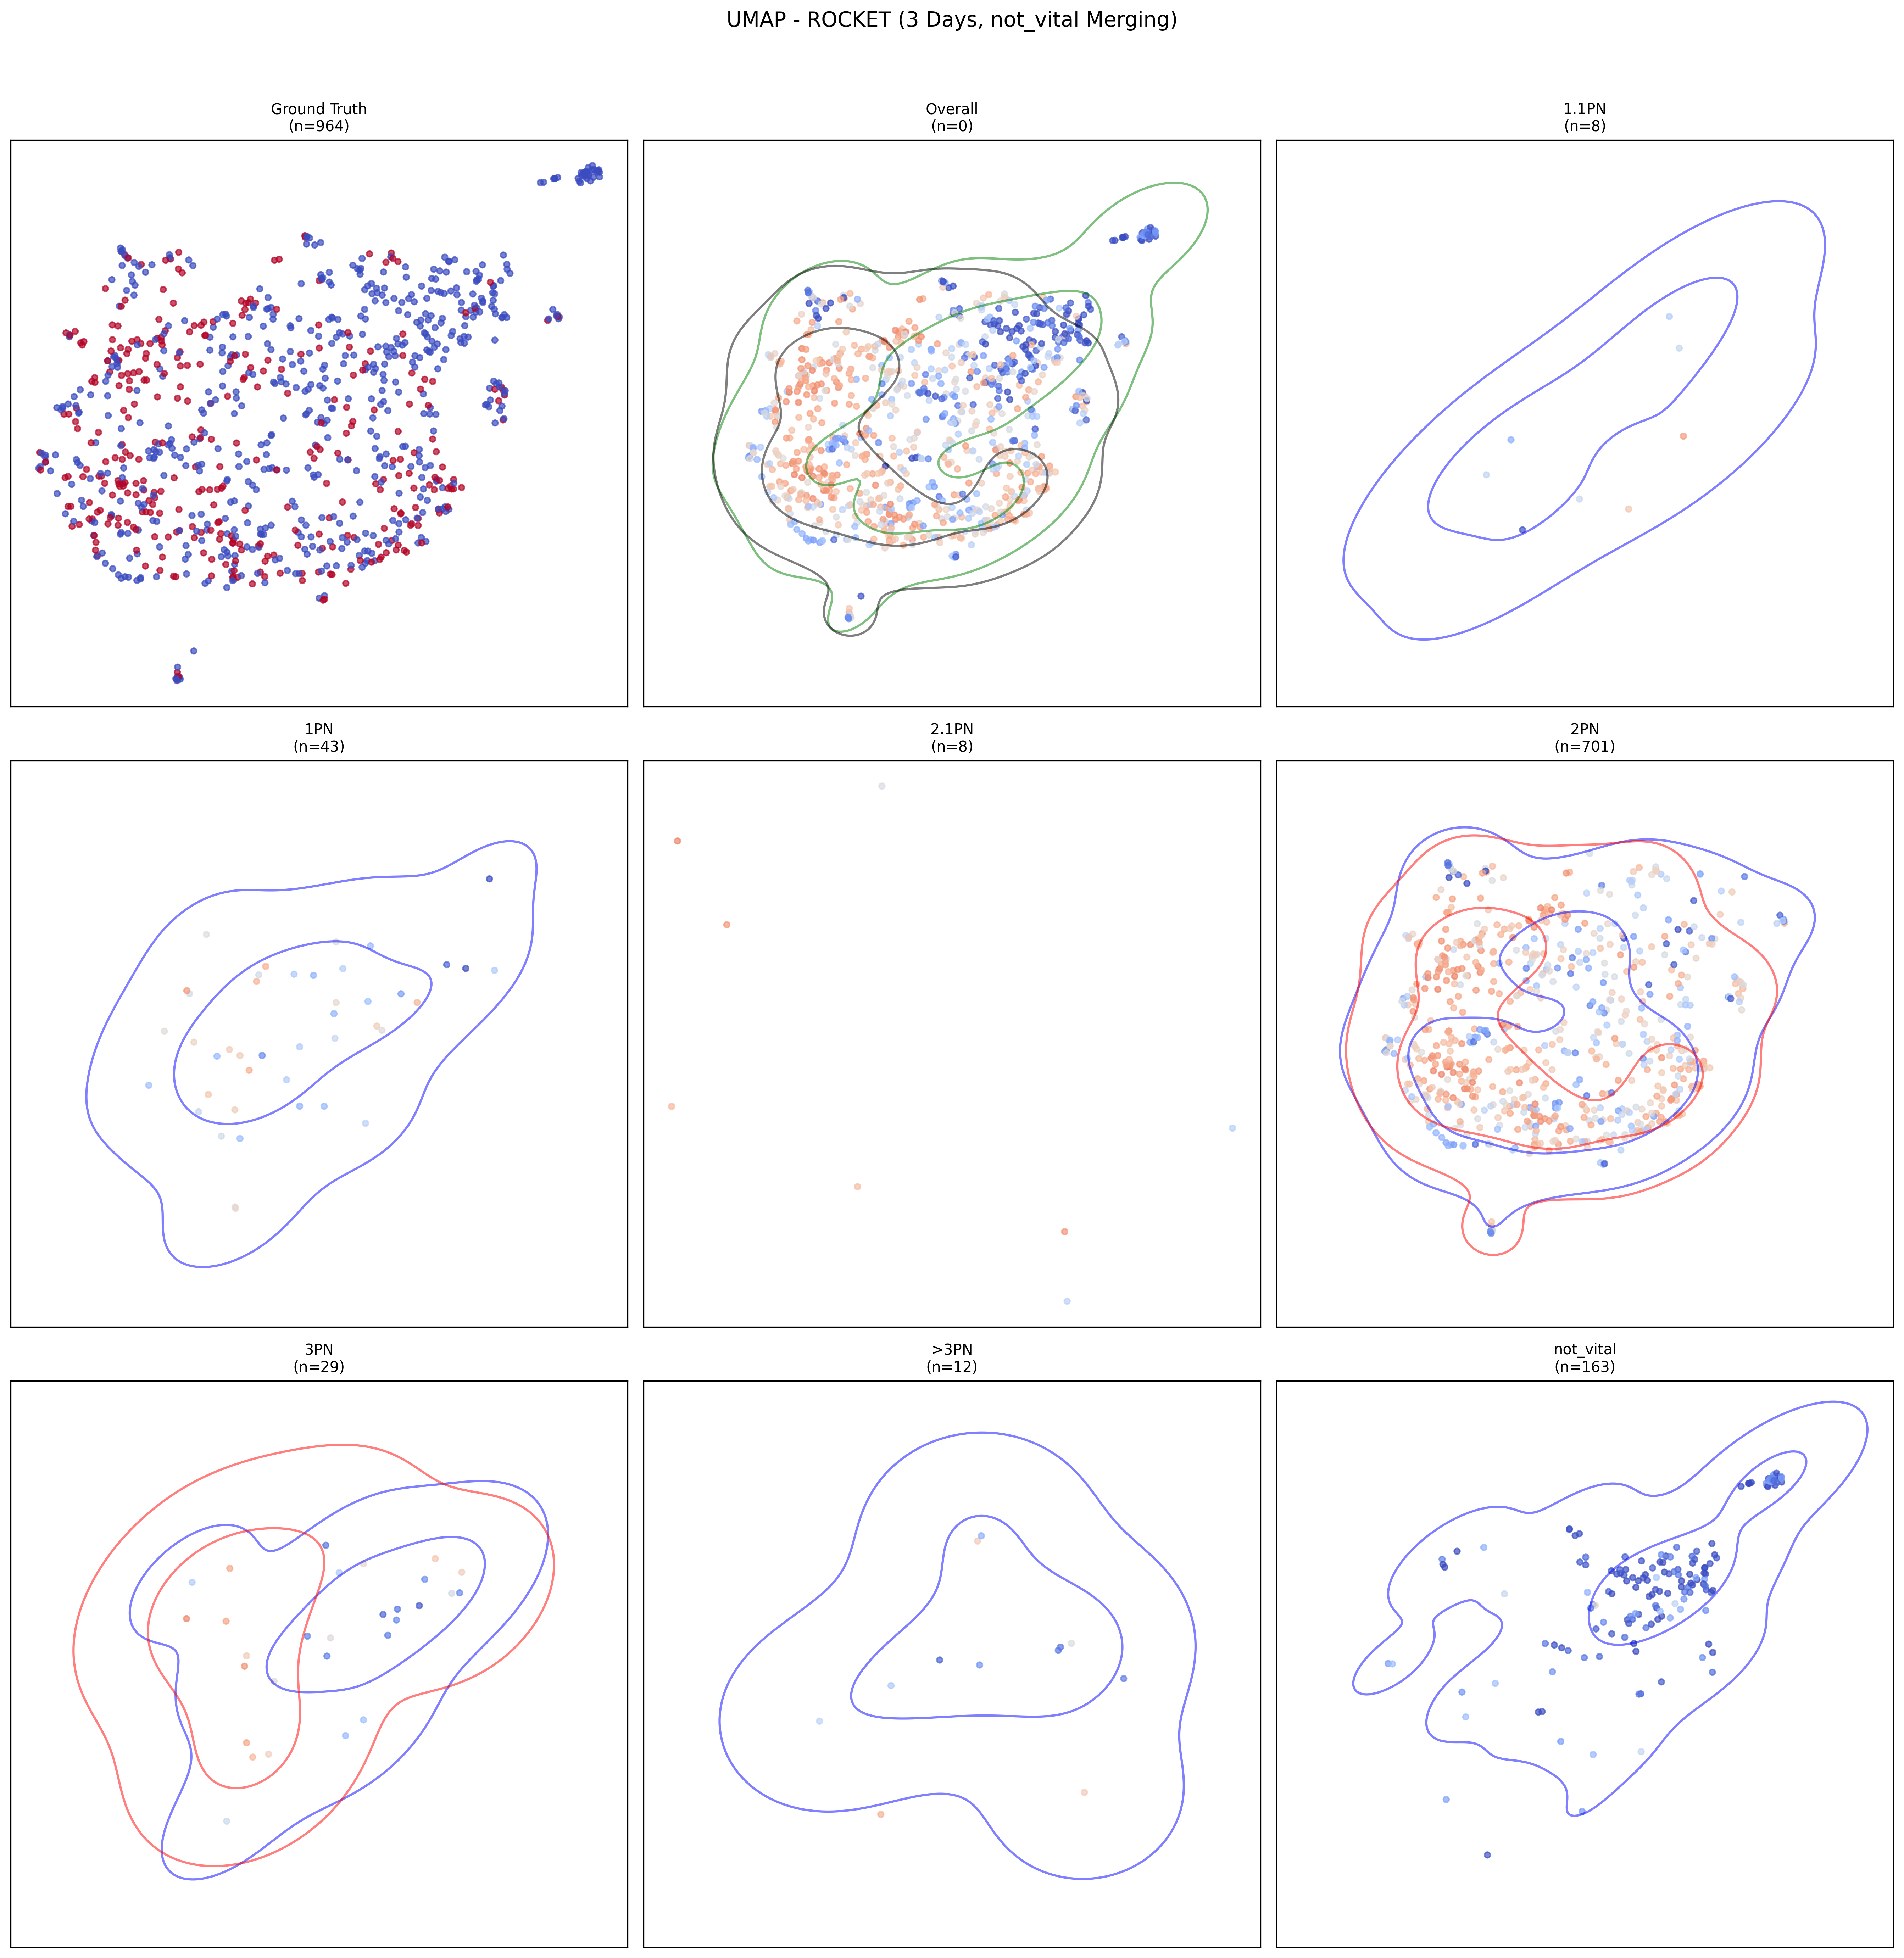 UMAP - ROCKET (3 Days, not_vital Merging)
Ground Truth
(n=964)
Overall
(n=0)
1.1PN
(n=8)
1PN
(n=43)
2.1PN
(n=8)
2PN
(n=701)
3PN
(n=29)
>3PN
(n=12)
not_vital
(n=163)